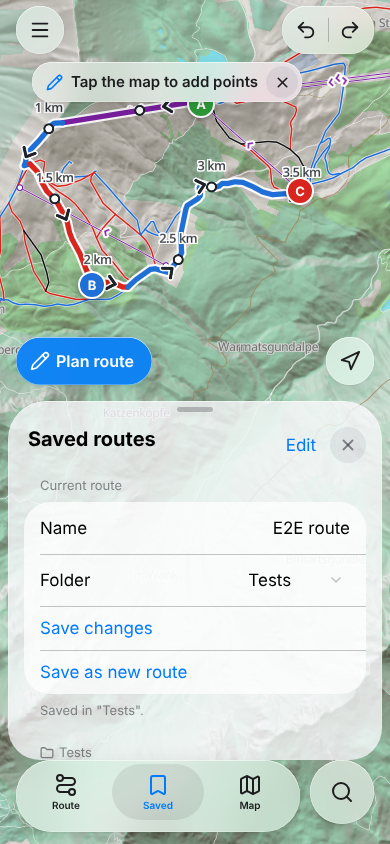 Tap the map to add points
A
1 km
1.5 km
3 km
3.5 km
C
2.5 km
2 km
B
Plan route
Warmatsgundalpe
Katzenköpfe
Saved routes
Edit
Current route
Name
E2E route
Folder
Tests
Save changes
Save as new route
Saved in "Tests".
Tests
Route
Saved
Map